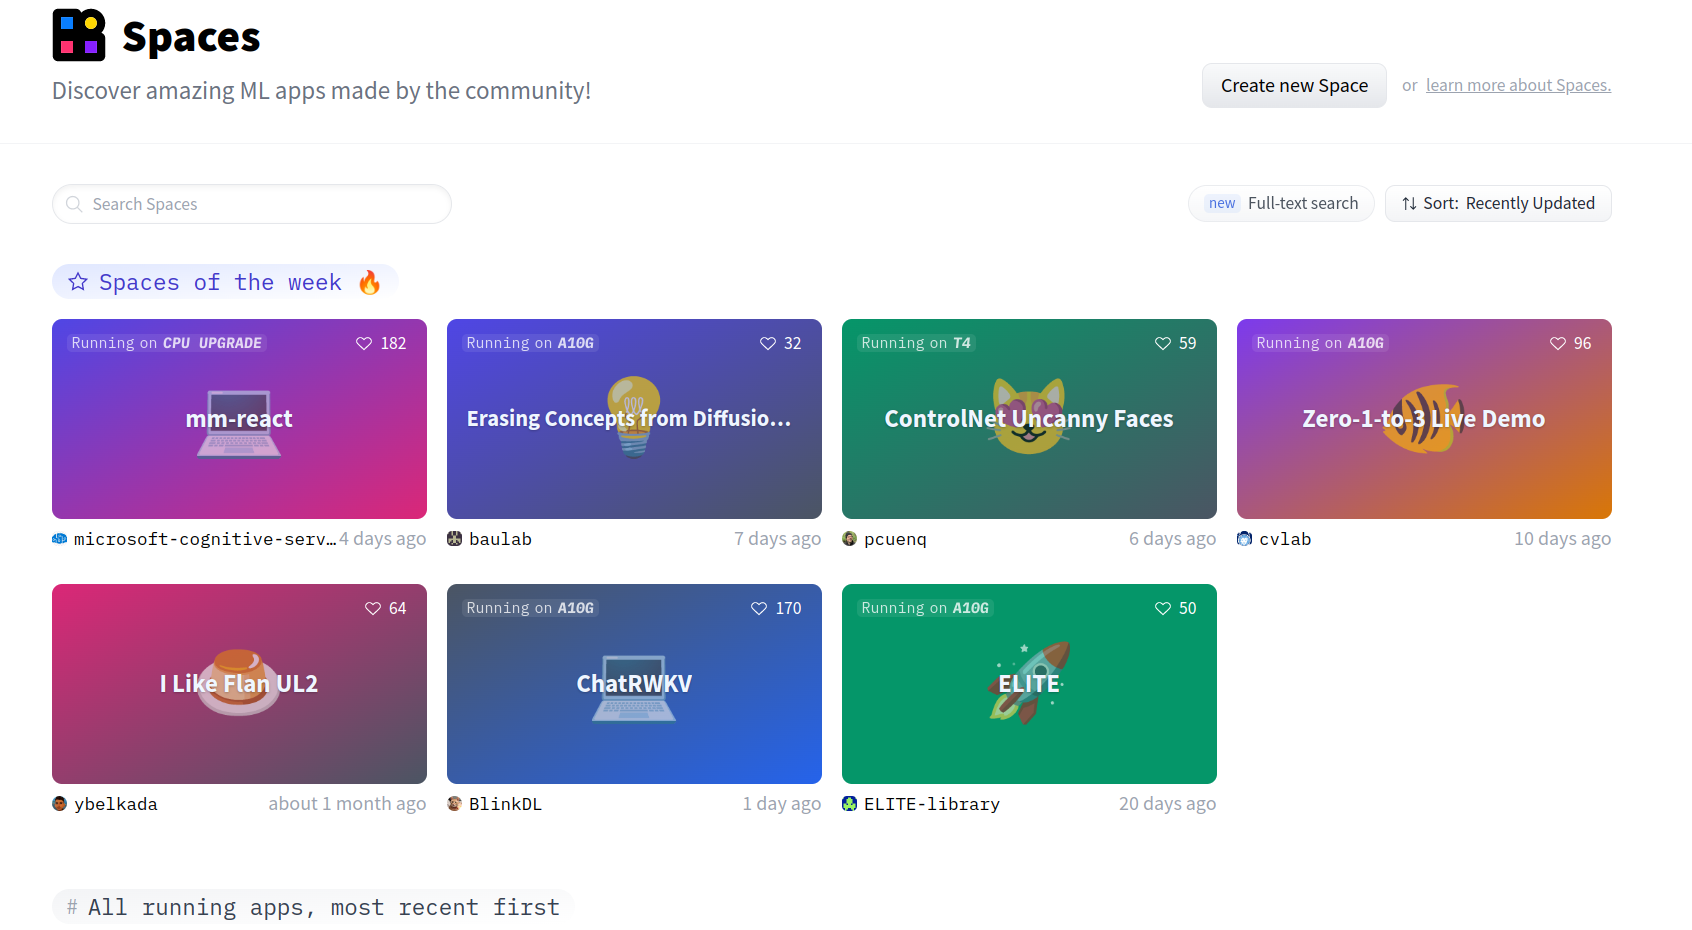 Spaces
Discover amazing ML apps made by the community!
Create new Space or learn more about Spaces.
Search Spaces
new Full-text search
Sort: Recently Updated
Spaces of the week 🔥
Running on CPU UPGRADE 182
mm-react
microsoft-cognitive-serv… 4 days ago
Running on A10G 32
Erasing Concepts from Diffusio…
baulab 7 days ago
Running on T4 59
ControlNet Uncanny Faces
pcuenq 6 days ago
Running on A10G 96
Zero-1-to-3 Live Demo
cvlab 10 days ago
64
I Like Flan UL2
ybelkada about 1 month ago
Running on A10G 170
ChatRWKV
BlinkDL 1 day ago
Running on A10G 50
ELITE
ELITE-library 20 days ago
# All running apps, most recent first